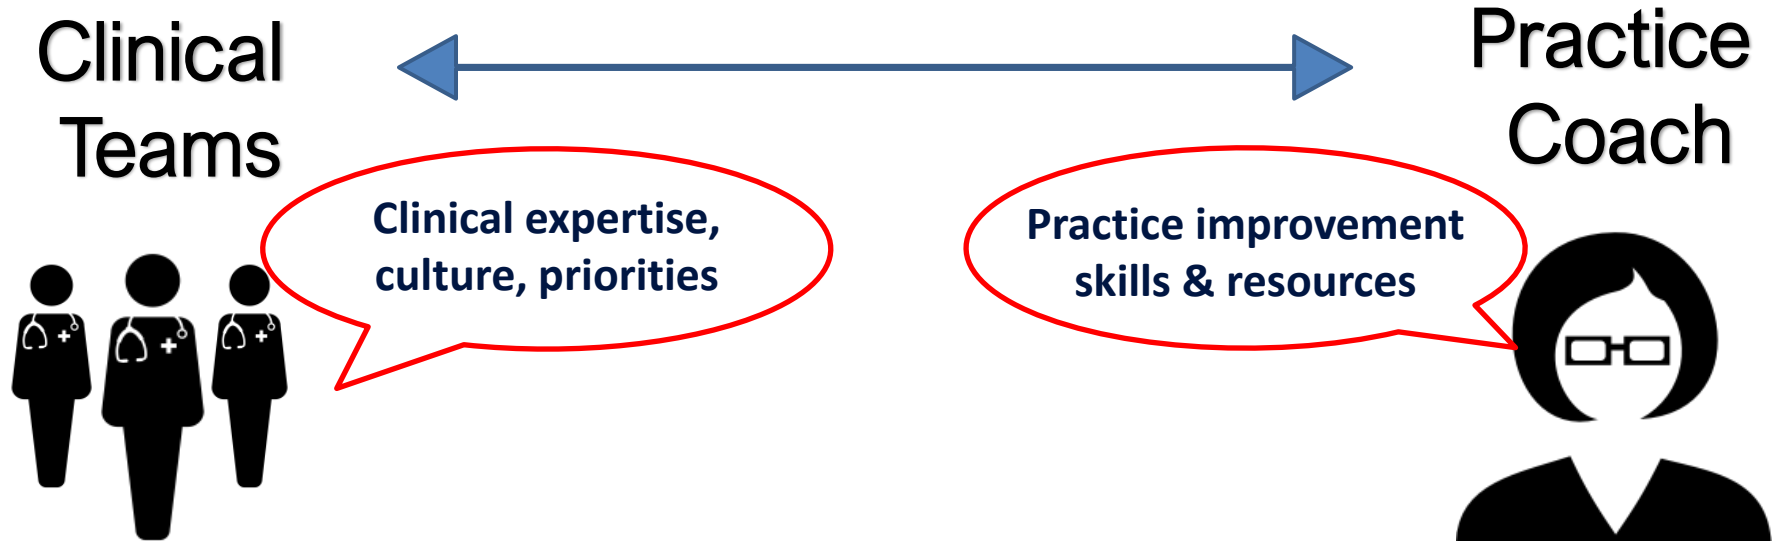 Clinical
Teams
Practice
Coach
Clinical expertise,
culture, priorities
Practice improvement
skills & resources